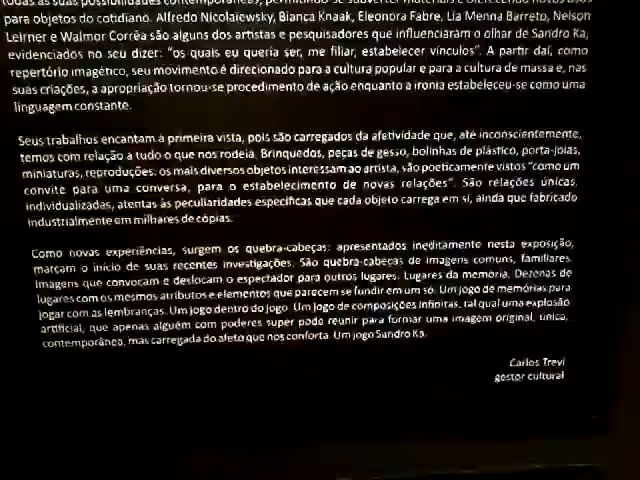 todas as suas possibilidades contemporâneas, permitindo-se subverter materiais e oferecendo novos usos
para objetos do cotidiano. Alfredo Nicolaiewsky, Bianca Knaak, Eleonora Fabre, Lia Menna Barreto, Nelson
Leirner e Walmor Corrêa são alguns dos artistas e pesquisadores que influenciaram o olhar de Sandro Ka,
evidenciados no seu dizer: “os quais eu queria ser, me filiar, estabelecer vínculos”. A partir daí, como
repertório imagético, seu movimento é direcionado para a cultura popular e para a cultura de massa e, nas
suas criações, a apropriação tornou-se procedimento de ação enquanto a ironia estabeleceu-se como uma
linguagem constante.
Seus trabalhos encantam à primeira vista, pois são carregados da afetividade que, até inconscientemente,
temos com relação a tudo o que nos rodeia. Brinquedos, peças de gesso, bolinhas de plástico, porta-joias,
miniaturas, reproduções: os mais diversos objetos interessam ao artista, são poeticamente vistos “como um
convite para uma conversa, para o estabelecimento de novas relações”. São relações únicas,
individualizadas, atentas às peculiaridades específicas que cada objeto carrega em si, ainda que fabricado
industrialmente em milhares de cópias.
Como novas experiências, surgem os quebra-cabeças: apresentados ineditamente nesta exposição,
marcam o início de suas recentes investigações. São quebra-cabeças de imagens comuns, familiares.
Imagens que convocam e deslocam o espectador para outros lugares. Lugares da memória. Dezenas de
lugares com os mesmos atributos e elementos que parecem se fundir em um só. Um jogo de memórias para
jogar com as lembranças. Um jogo dentro do jogo. Um jogo de composições infinitas, tal qual uma explosão
artificial, que apenas alguém com poderes super pode reunir para formar uma imagem original, única,
contemporânea, mas carregada do afeto que nos conforta. Um jogo Sandro Ka.
Carlos Trevi
gestor cultural